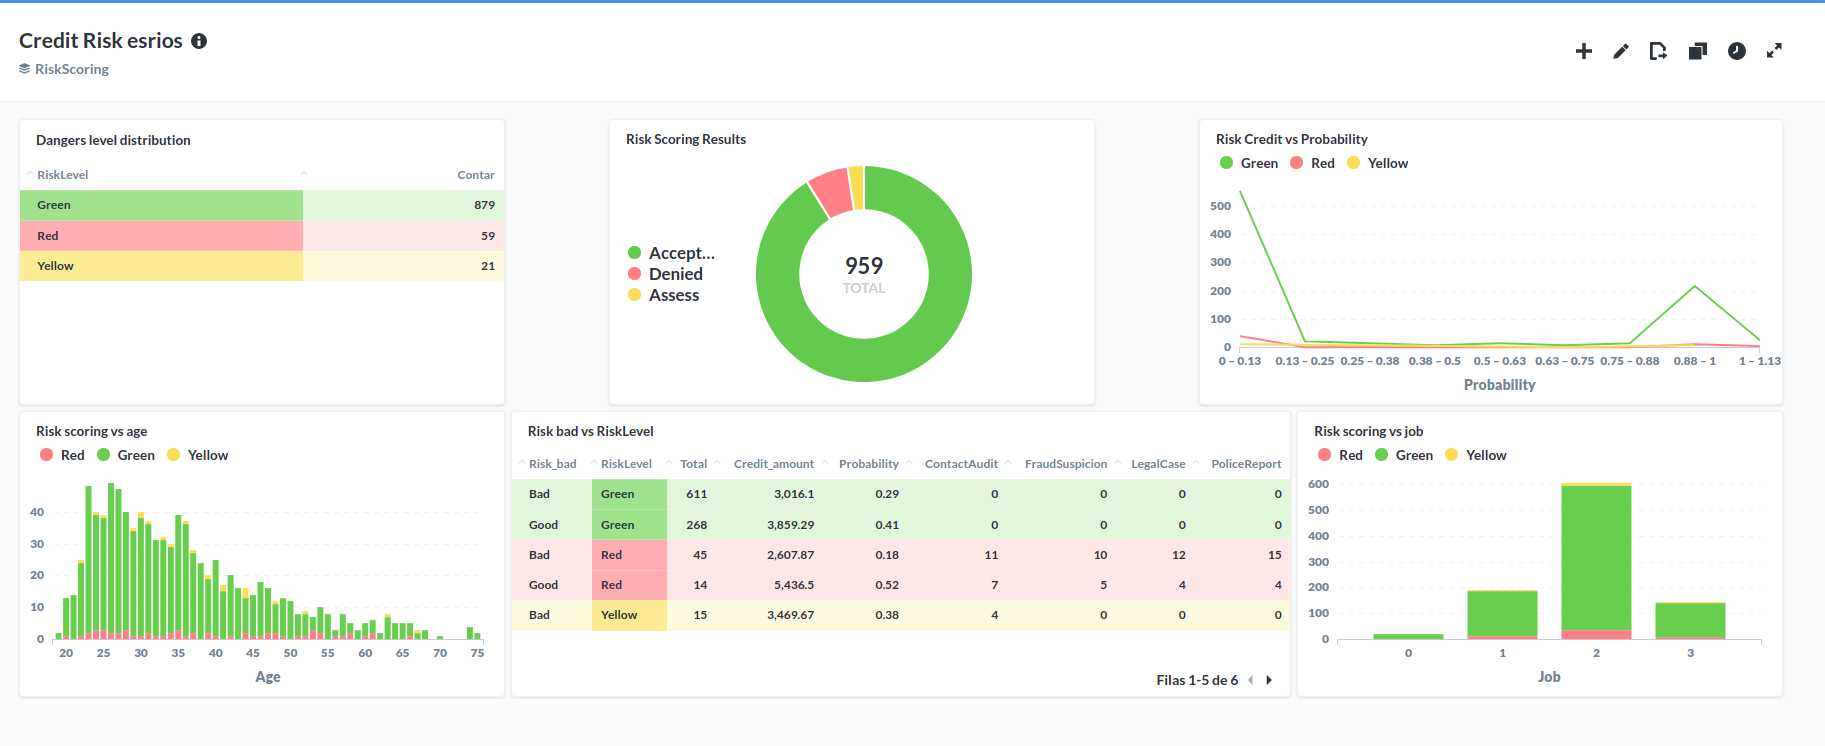 Credit Risk esrios
RiskScoring
Dangers level distribution
RiskLevel Contar
Green 879
Red 59
Yellow 21
Risk Scoring Results
Accept...
Denied
Assess
959
TOTAL
Risk Credit vs Probability
Green Red Yellow
500
400
300
200
100
0
0 – 0.13 0.13 – 0.25 0.25 – 0.38 0.38 – 0.5 0.5 – 0.63 0.63 – 0.75 0.75 – 0.88 0.88 – 1 1 – 1.13
Probability
Risk scoring vs age
Red Green Yellow
40
30
20
10
0
20 25 30 35 40 45 50 55 60 65 70 75
Age
Risk bad vs RiskLevel
Risk_bad RiskLevel Total Credit_amount Probability ContactAudit FraudSuspicion LegalCase PoliceReport
Bad Green 611 3,016.1 0.29 0 0 0 0
Good Green 268 3,859.29 0.41 0 0 0 0
Bad Red 45 2,607.87 0.18 11 10 12 15
Good Red 14 5,436.5 0.52 7 5 4 4
Bad Yellow 15 3,469.67 0.38 4 0 0 0
Filas 1-5 de 6
Risk scoring vs job
Red Green Yellow
600
500
400
300
200
100
0
0 1 2 3
Job